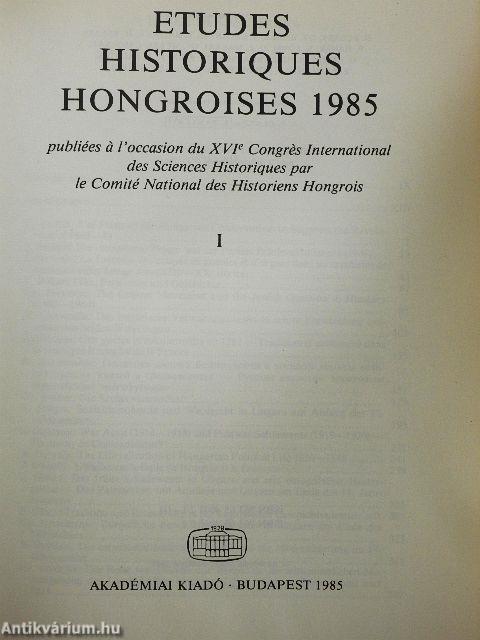 ETUDES
HISTORIQUES
HONGROISES 1985
publiées à l'occasion du XVIe Congrès International
des Sciences Historiques par
le Comité National des Historiens Hongrois
I
1828
AKADÉMIAI KIADÓ · BUDAPEST 1985
Antikvárium.hu